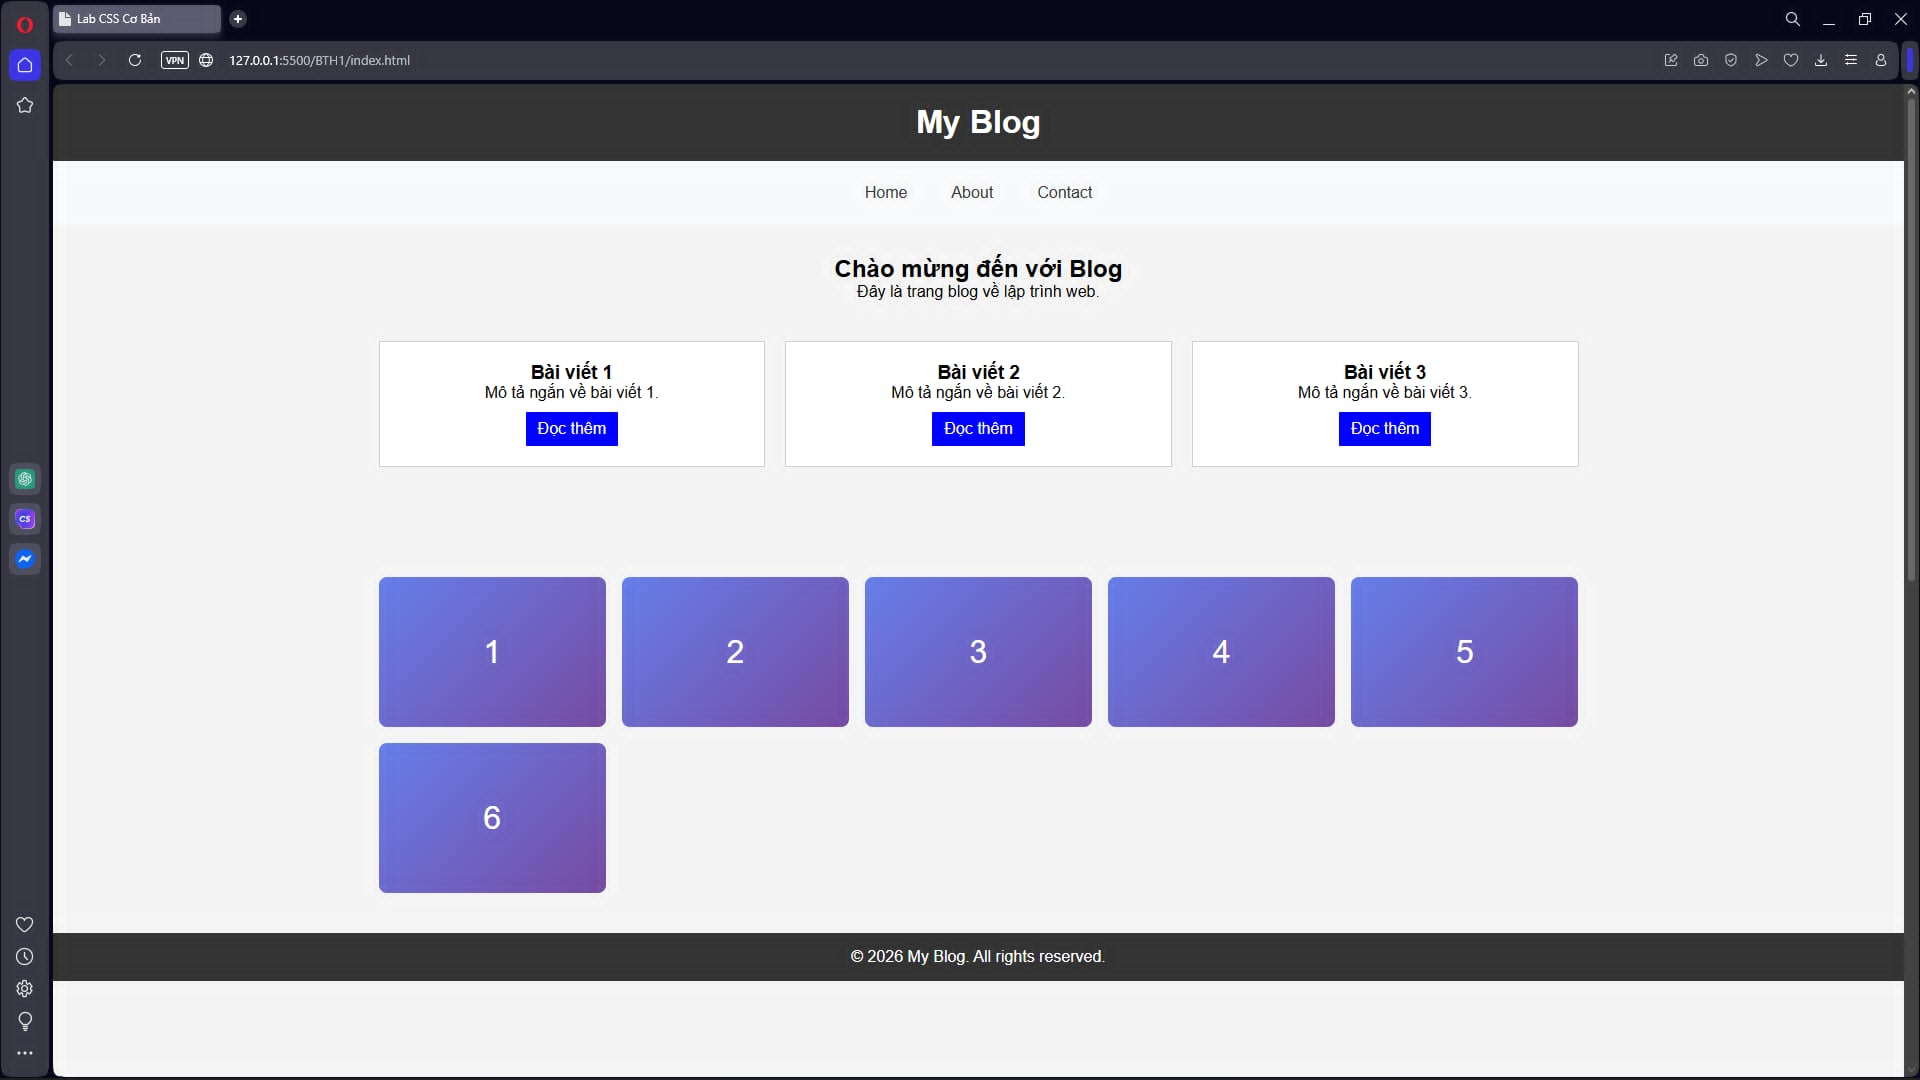 Lab CSS Cơ Bản
VPN
127.0.0.1:5500/BTH1/index.html
My Blog
Home About Contact
Chào mừng đến với Blog
Đây là trang blog về lập trình web.
Bài viết 1
Mô tả ngắn về bài viết 1.
Đọc thêm
Bài viết 2
Mô tả ngắn về bài viết 2.
Đọc thêm
Bài viết 3
Mô tả ngắn về bài viết 3.
Đọc thêm
CS
1 2 3 4 5
6
© 2026 My Blog. All rights reserved.